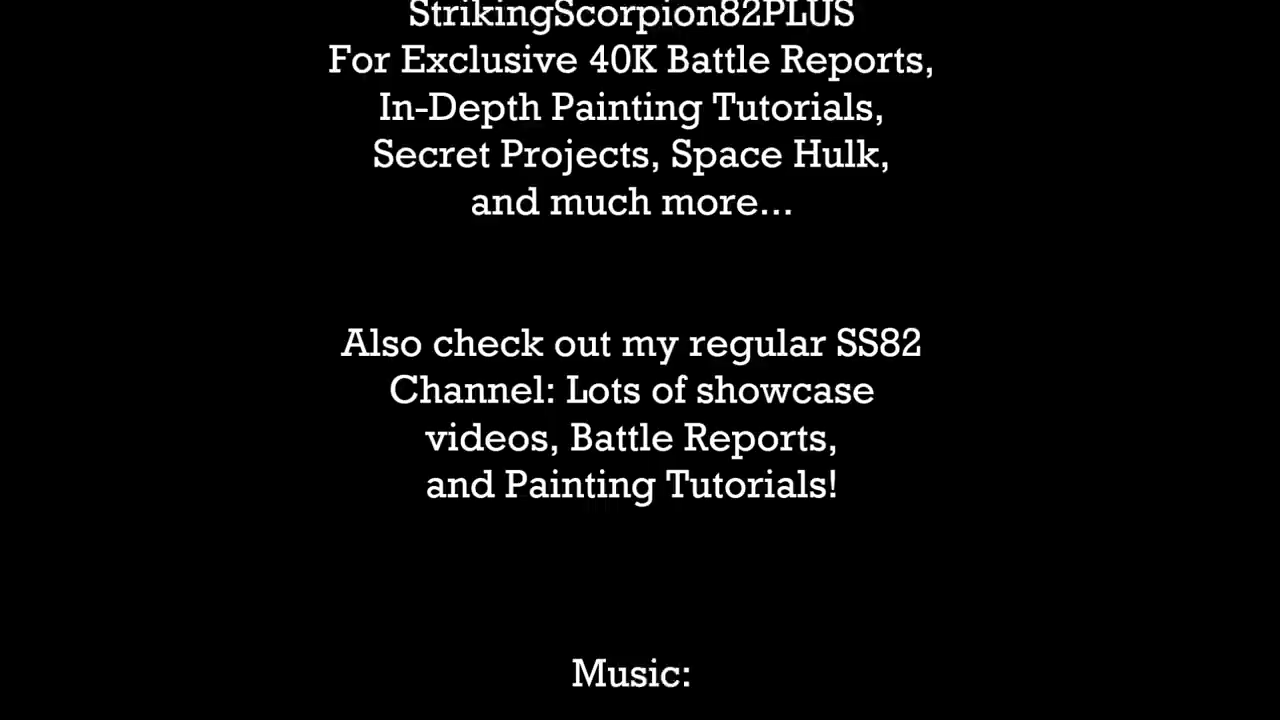 StrikingScorpion82PLUS
For Exclusive 40K Battle Reports,
In-Depth Painting Tutorials,
Secret Projects, Space Hulk,
and much more...
Also check out my regular SS82
Channel: Lots of showcase
videos, Battle Reports,
and Painting Tutorials!
Music: